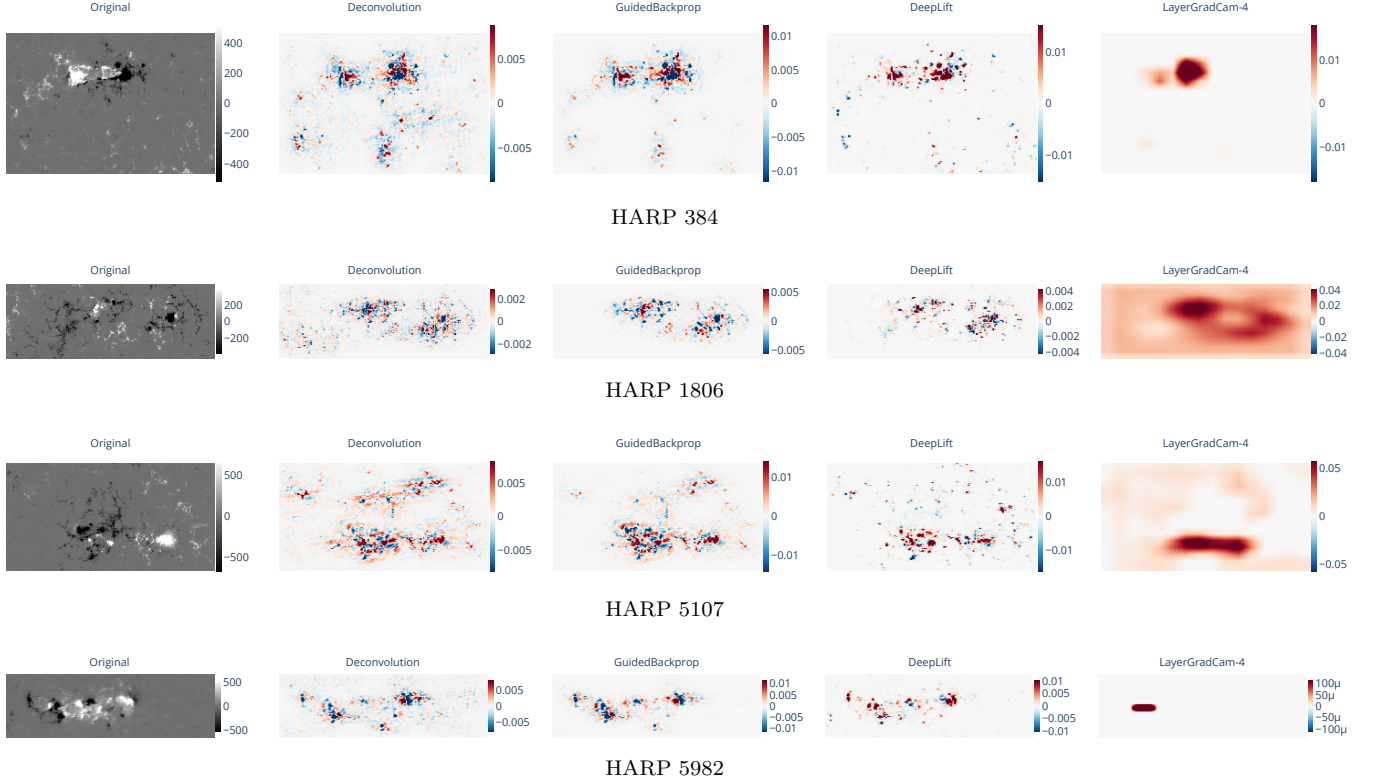 Original Deconvolution GuidedBackprop DeepLift LayerGradCam-4
400 200 0 −200 −400 0.005 0 −0.005 0.01 0.005 0 −0.005 −0.01 0.01 0 −0.01 0.01 0 −0.01
HARP 384
Original Deconvolution GuidedBackprop DeepLift LayerGradCam-4
200 0 −200 0.002 0 −0.002 0.005 0 −0.005 0.004 0.002 0 −0.002 −0.004 0.04 0.02 0 −0.02 −0.04
HARP 1806
Original Deconvolution GuidedBackprop DeepLift LayerGradCam-4
500 0 −500 0.005 0 −0.005 0.01 0 −0.01 0.01 0 −0.01 0.05 0 −0.05
HARP 5107
Original Deconvolution GuidedBackprop DeepLift LayerGradCam-4
500 0 −500 0.005 0 −0.005 0.01 0.005 0 −0.005 −0.01 0.01 0.005 0 −0.005 −0.01 100μ 50μ 0 −50μ −100μ
HARP 5982